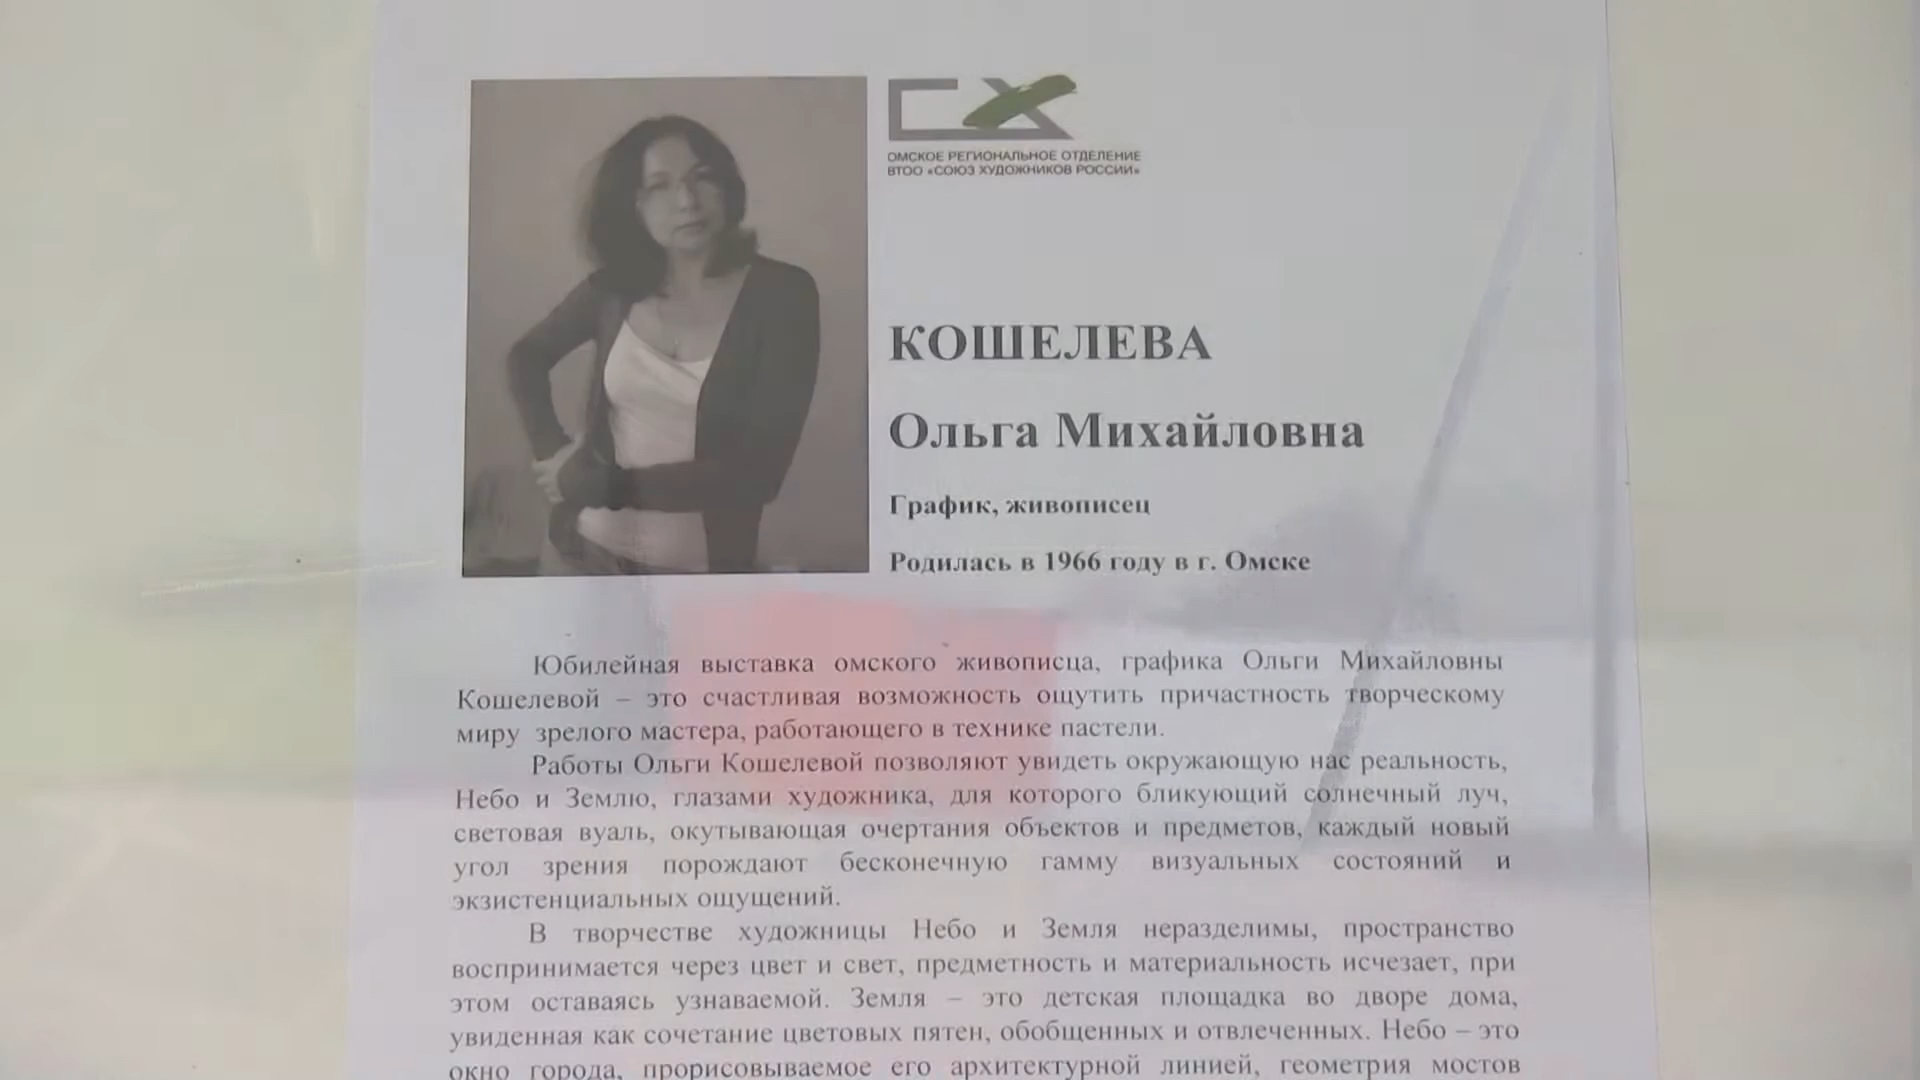 СХ
ОМСКОЕ РЕГИОНАЛЬНОЕ ОТДЕЛЕНИЕ
ВТОО «СОЮЗ ХУДОЖНИКОВ РОССИИ»
КОШЕЛЕВА
Ольга Михайловна
График, живописец
Родилась в 1966 году в г. Омске
Юбилейная выставка омского живописца, графика Ольги Михайловны
Кошелевой – это счастливая возможность ощутить причастность творческому
миру зрелого мастера, работающего в технике пастели.
Работы Ольги Кошелевой позволяют увидеть окружающую нас реальность,
Небо и Землю, глазами художника, для которого бликующий солнечный луч,
световая вуаль, окутывающая очертания объектов и предметов, каждый новый
угол зрения порождают бесконечную гамму визуальных состояний и
экзистенциальных ощущений.
В творчестве художницы Небо и Земля неразделимы, пространство
воспринимается через цвет и свет, предметность и материальность исчезает, при
этом оставаясь узнаваемой. Земля – это детская площадка во дворе дома,
увиденная как сочетание цветовых пятен, обобщенных и отвлеченных. Небо – это
окно города, прорисовываемое его архитектурной линией, геометрия мостов